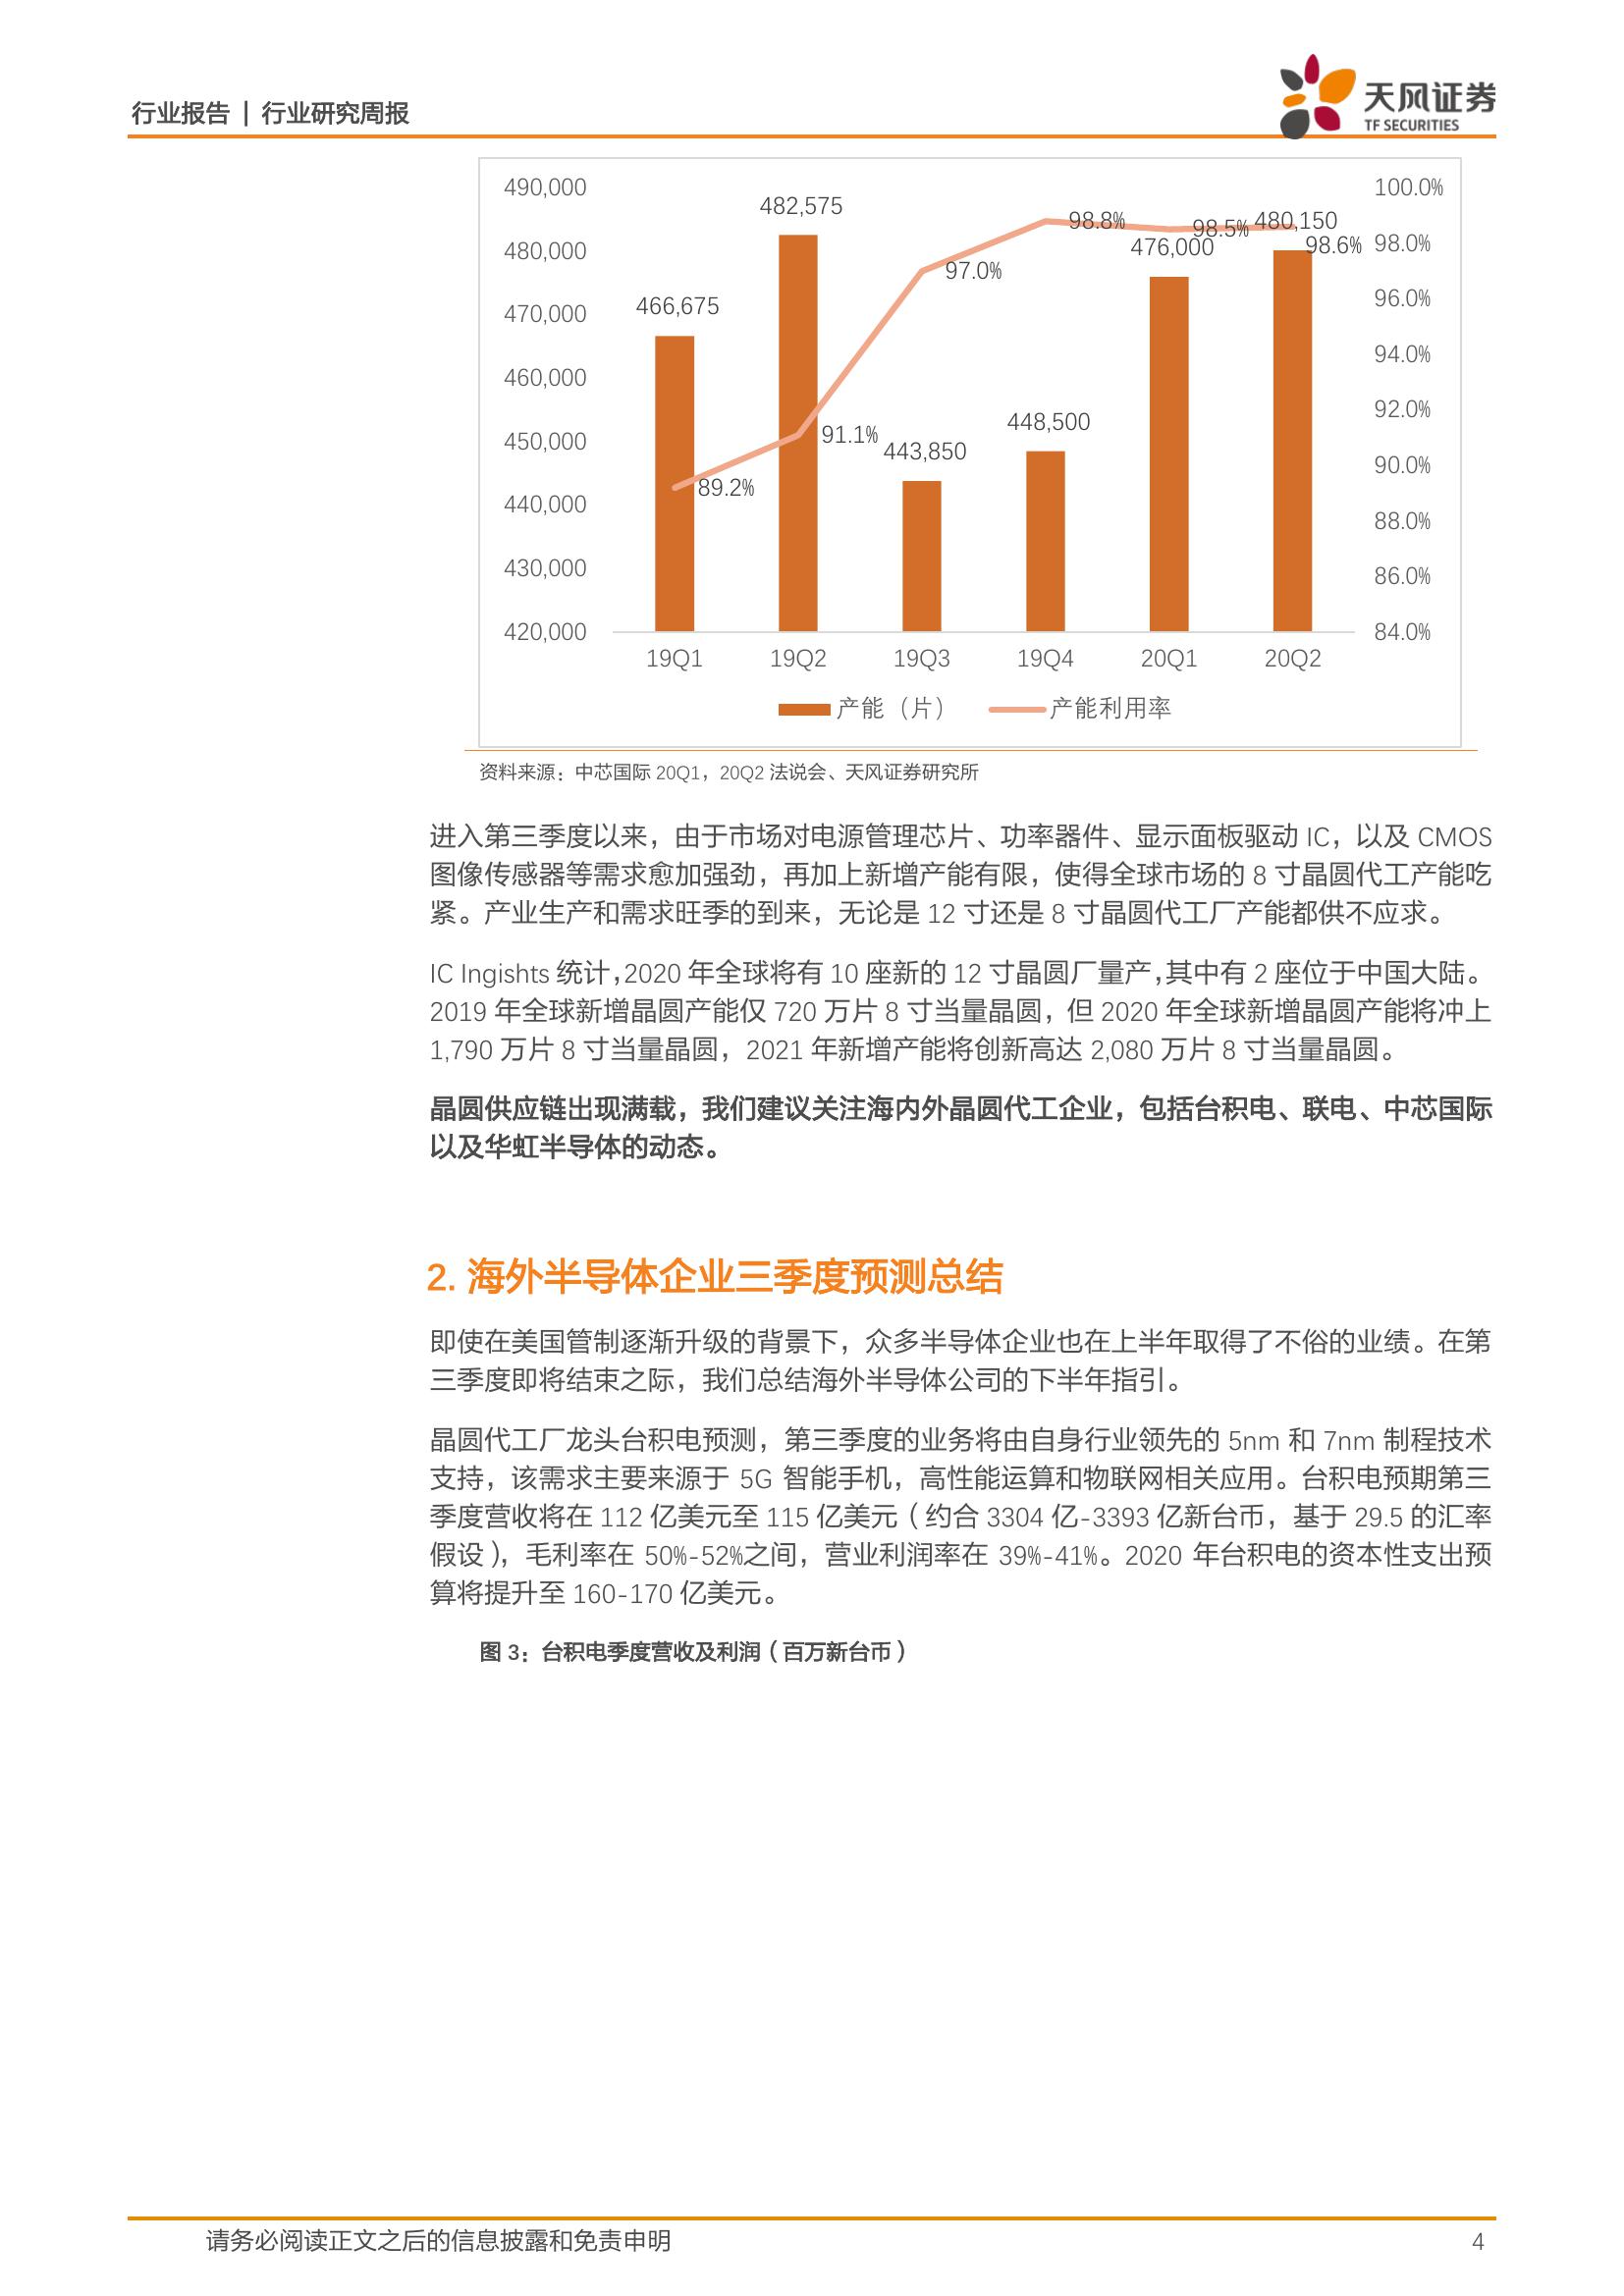 行业报告 | 行业研究周报
天风证券
TF SECURITIES
490,000
480,000
470,000
460,000
450,000
440,000
430,000
420,000
100.0%
98.0%
96.0%
94.0%
92.0%
90.0%
88.0%
86.0%
84.0%
466,675
482,575
443,850
448,500
476,000
480,150
89.2%
91.1%
97.0%
98.8%
98.5%
98.6%
19Q1 19Q2 19Q3 19Q4 20Q1 20Q2
产能（片） 产能利用率
资料来源：中芯国际 20Q1，20Q2 法说会、天风证券研究所
进入第三季度以来，由于市场对电源管理芯片、功率器件、显示面板驱动 IC，以及 CMOS
图像传感器等需求愈加强劲，再加上新增产能有限，使得全球市场的 8 寸晶圆代工产能吃
紧。产业生产和需求旺季的到来，无论是 12 寸还是 8 寸晶圆代工厂产能都供不应求。
IC Ingishts 统计，2020 年全球将有 10 座新的 12 寸晶圆厂量产，其中有 2 座位于中国大陆。
2019 年全球新增晶圆产能仅 720 万片 8 寸当量晶圆，但 2020 年全球新增晶圆产能将冲上
1,790 万片 8 寸当量晶圆，2021 年新增产能将创新高达 2,080 万片 8 寸当量晶圆。
晶圆供应链出现满载，我们建议关注海内外晶圆代工企业，包括台积电、联电、中芯国际
以及华虹半导体的动态。
2. 海外半导体企业三季度预测总结
即使在美国管制逐渐升级的背景下，众多半导体企业也在上半年取得了不俗的业绩。在第
三季度即将结束之际，我们总结海外半导体公司的下半年指引。
晶圆代工厂龙头台积电预测，第三季度的业务将由自身行业领先的 5nm 和 7nm 制程技术
支持，该需求主要来源于 5G 智能手机，高性能运算和物联网相关应用。台积电预期第三
季度营收将在 112 亿美元至 115 亿美元（约合 3304 亿-3393 亿新台币，基于 29.5 的汇率
假设），毛利率在 50%-52%之间，营业利润率在 39%-41%。2020 年台积电的资本性支出预
算将提升至 160-170 亿美元。
图 3：台积电季度营收及利润（百万新台币）
请务必阅读正文之后的信息披露和免责申明 4